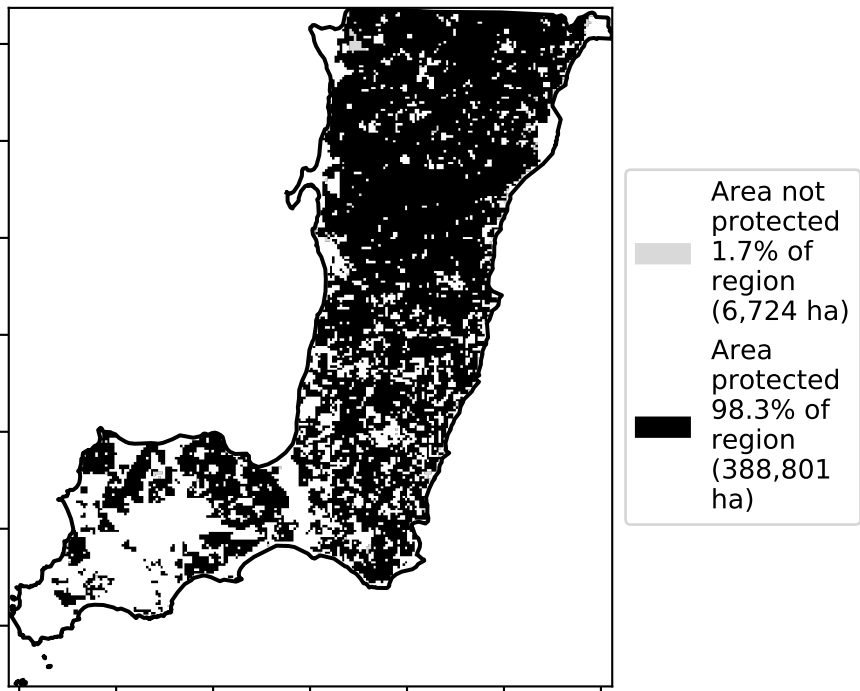 Area not
protected
1.7% of
region
(6,724 ha)
Area
protected
98.3% of
region
(388,801
ha)